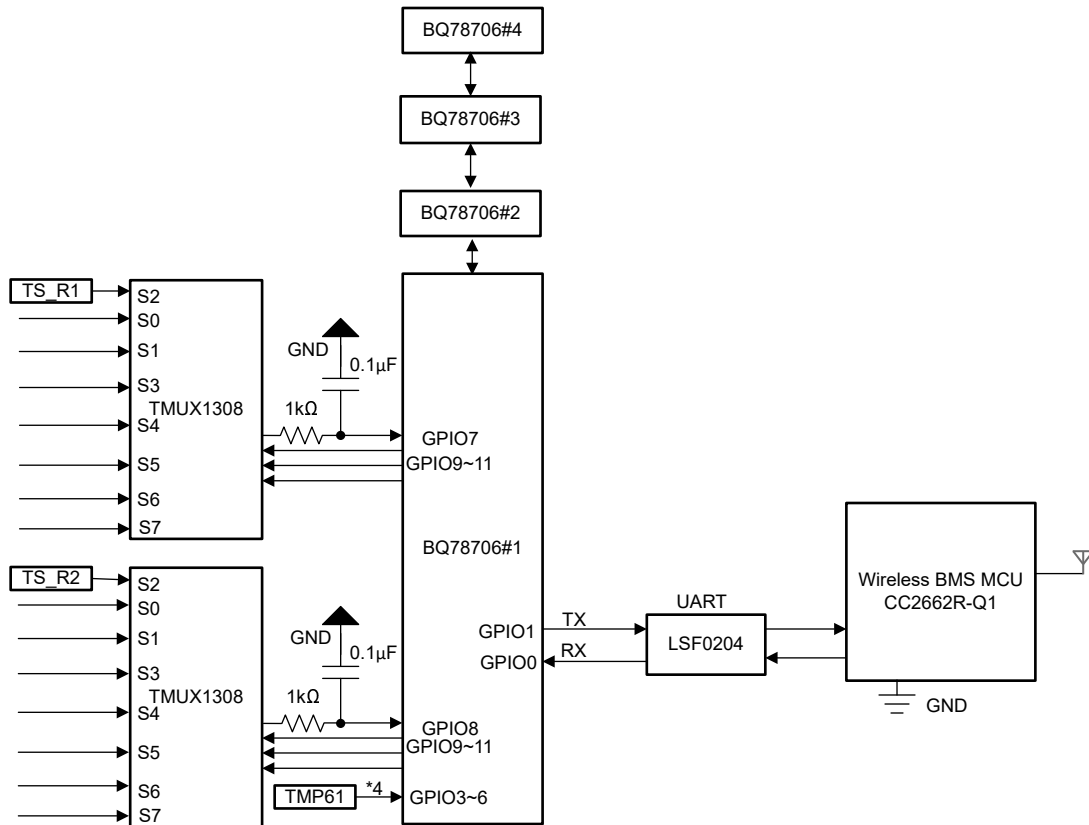 BQ78706#4
BQ78706#3
BQ78706#2
TS_R1
S2
S0
S1
S3
S4
S5
S6
S7
TMUX1308
GND
0.1µF
1kΩ
GPIO7
GPIO9~11
BQ78706#1
TS_R2
S2
S0
S1
S3
S4
S5
S6
S7
TMUX1308
GND
0.1µF
1kΩ
GPIO8
GPIO9~11
TMP61
*4
GPIO3~6
GPIO1
TX
GPIO0
RX
UART
LSF0204
Wireless BMS MCU
CC2662R-Q1
GND